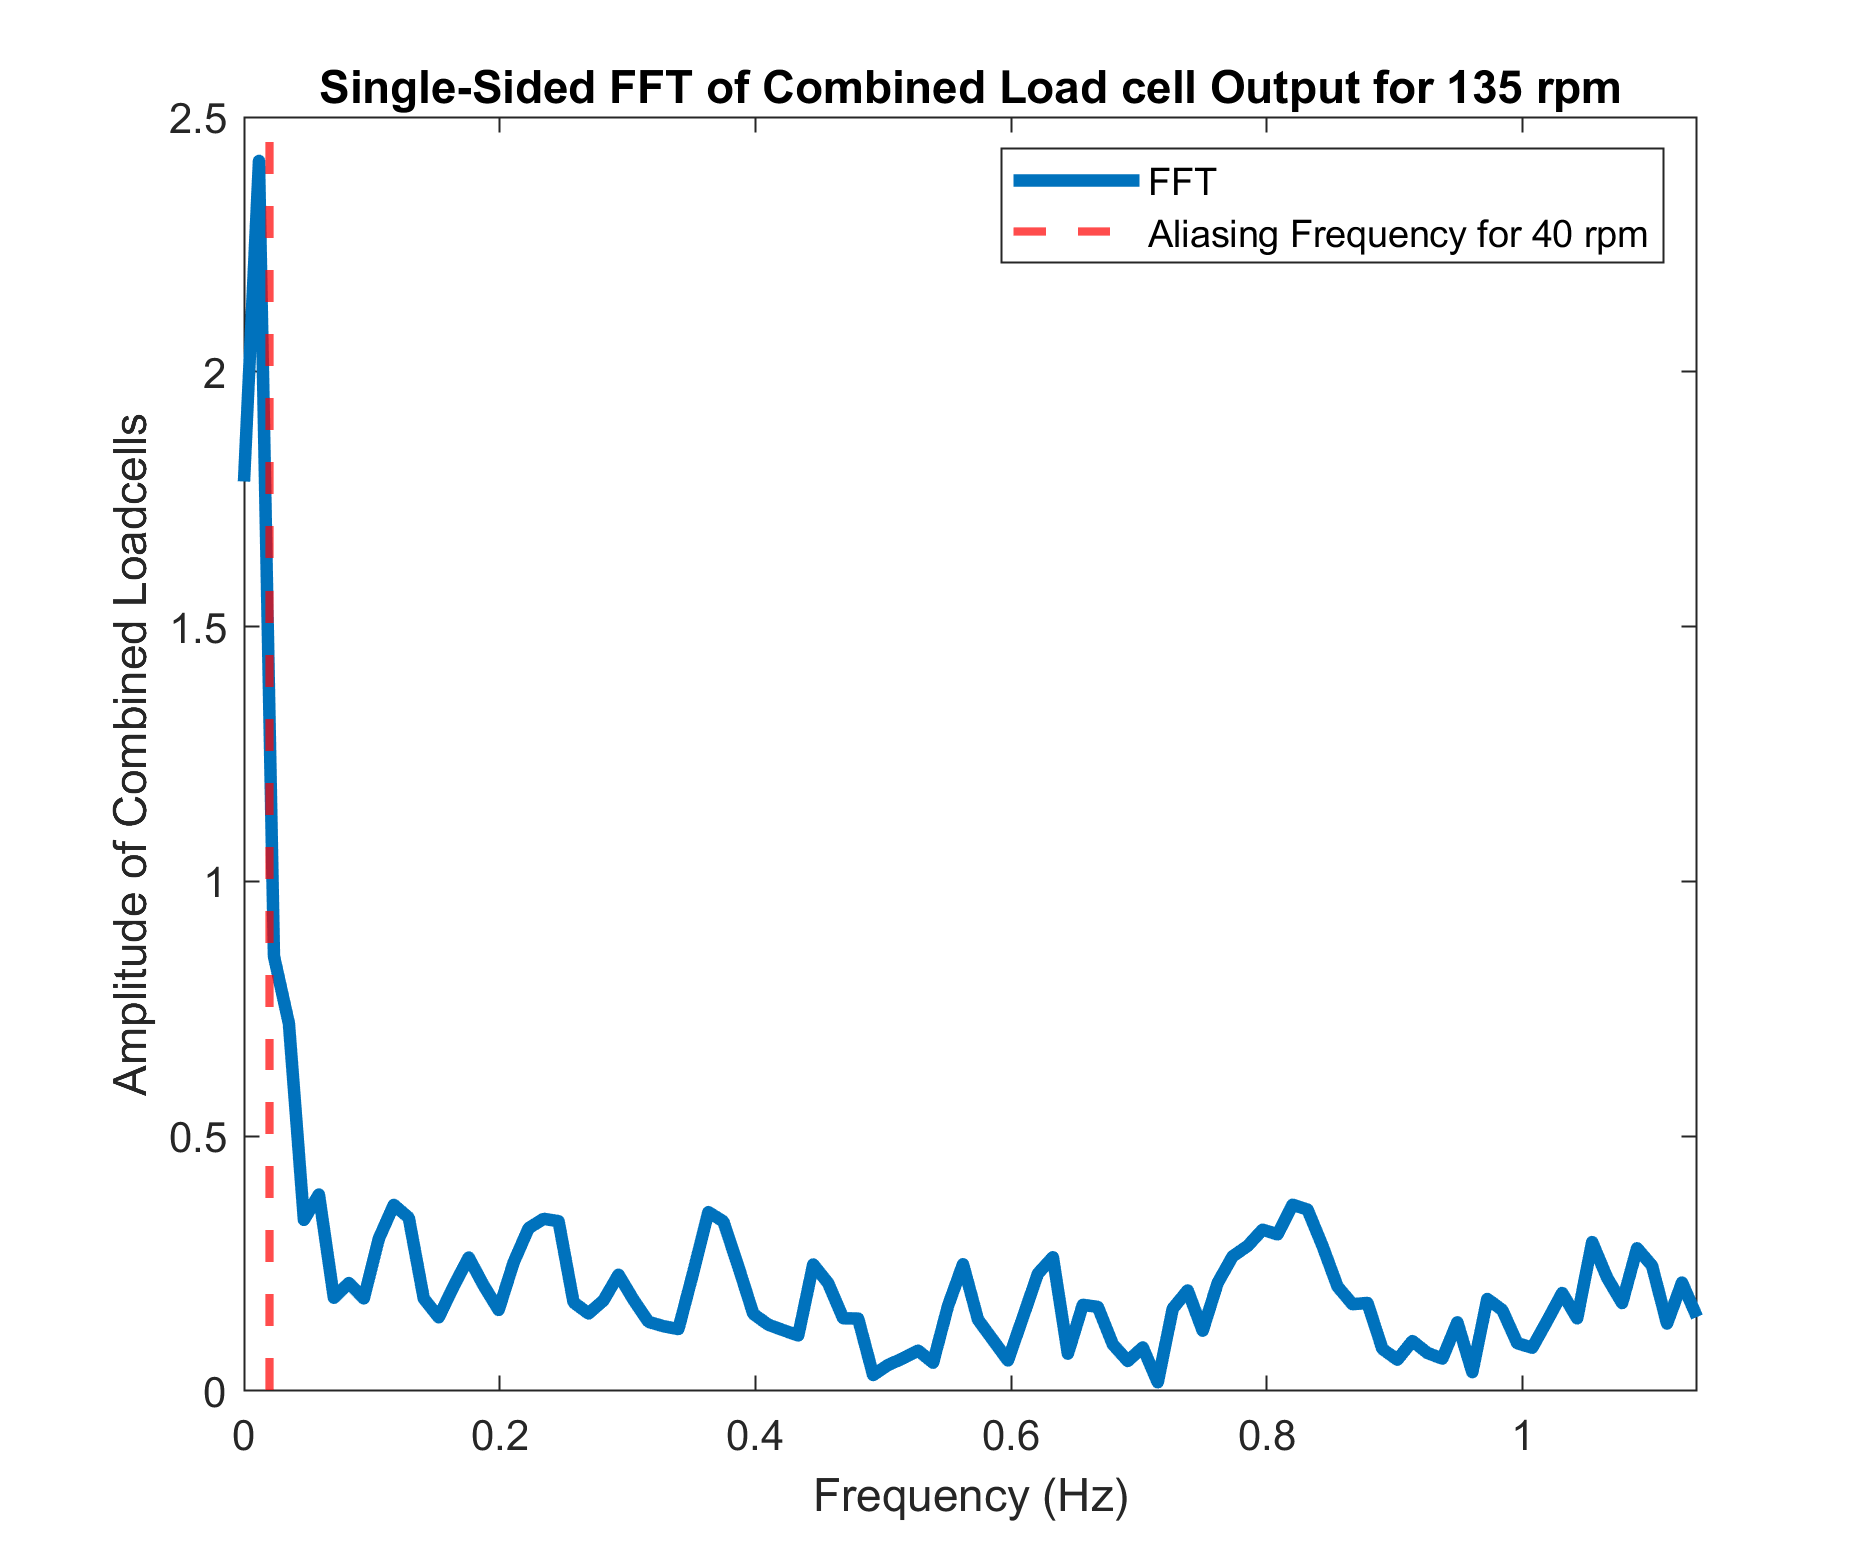 Single-Sided FFT of Combined Load cell Output for 135 rpm
2.5
2
1.5
1
0.5
0
Amplitude of Combined Loadcells
FFT
Aliasing Frequency for 40 rpm
0 0.2 0.4 0.6 0.8 1
Frequency (Hz)